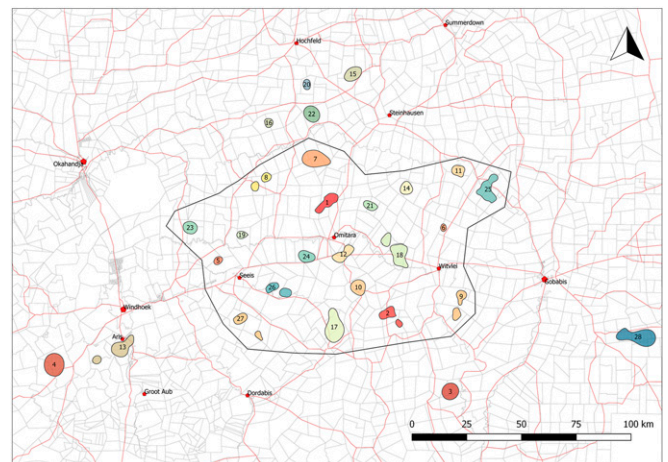 Summerdown
Hochfeld
15
20
22
Steinhausen
16
Okahandja
7
11
8
14
25
1
21
23
6
19
Omitara
12
18
24
5
Witvlei
Seeis
Gobabis
26
10
9
Windhoek
2
27
17
Aris
13
28
4
3
Groot Aub
Dordabis
0 25 50 75 100 km